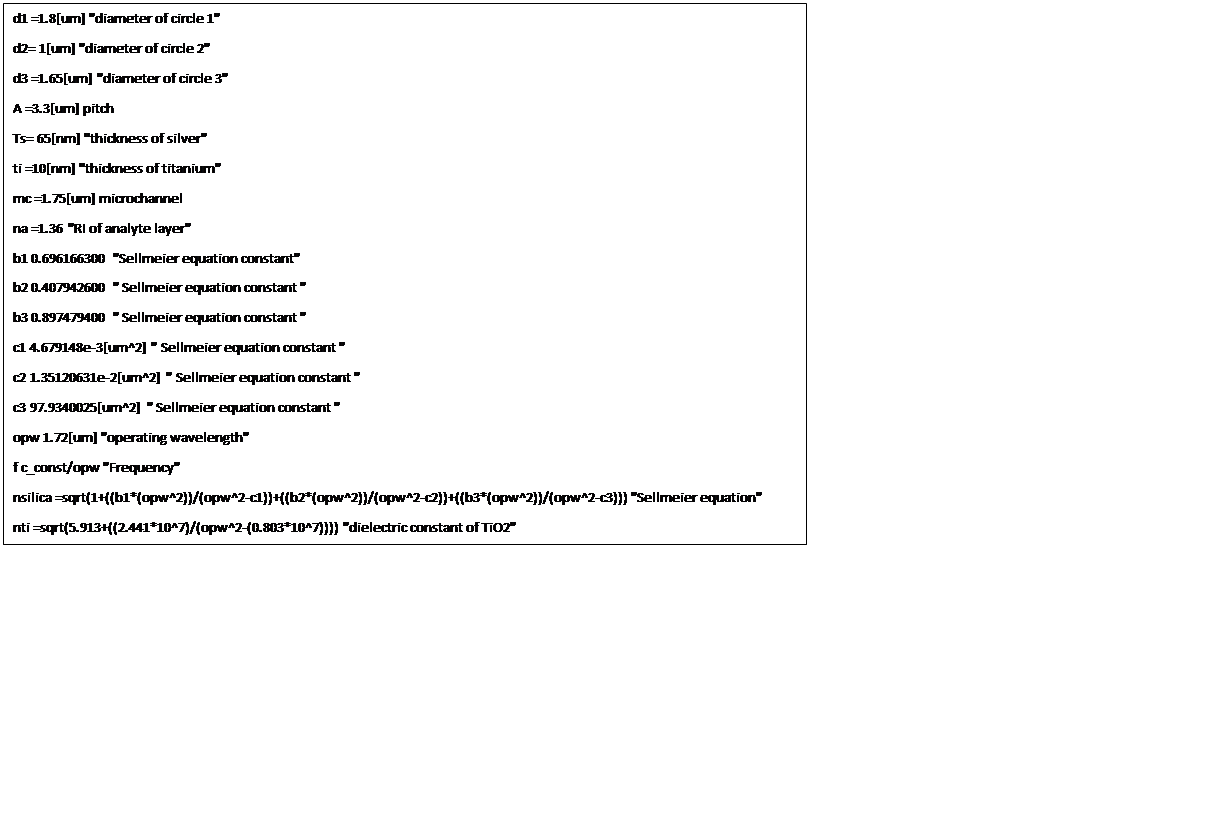 d1 =1.8[um] "diameter of circle 1"
d2= 1[um] "diameter of circle 2"
d3 =1.65[um] "diameter of circle 3"
A =3.3[um] pitch
Ts= 65[nm] "thickness of silver"
ti =10[nm] "thickness of titanium"
mc =1.75[um] microchannel
na =1.36 "RI of analyte layer"
b1 0.696166300 "Sellmeier equation constant"
b2 0.407942600 " Sellmeier equation constant "
b3 0.897479400 " Sellmeier equation constant "
c1 4.679148e-3[um^2] " Sellmeier equation constant "
c2 1.35120631e-2[um^2] " Sellmeier equation constant "
c3 97.9340025[um^2] " Sellmeier equation constant "
opw 1.72[um] "operating wavelength"
f c_const/opw "Frequency"
nsilica =sqrt(1+((b1*(opw^2))/(opw^2-c1))+((b2*(opw^2))/(opw^2-c2))+((b3*(opw^2))/(opw^2-c3))) "Sellmeier equation"
nti =sqrt(5.913+((2.441*10^7)/(opw^2-(0.803*10^7)))) "dielectric constant of TiO2"